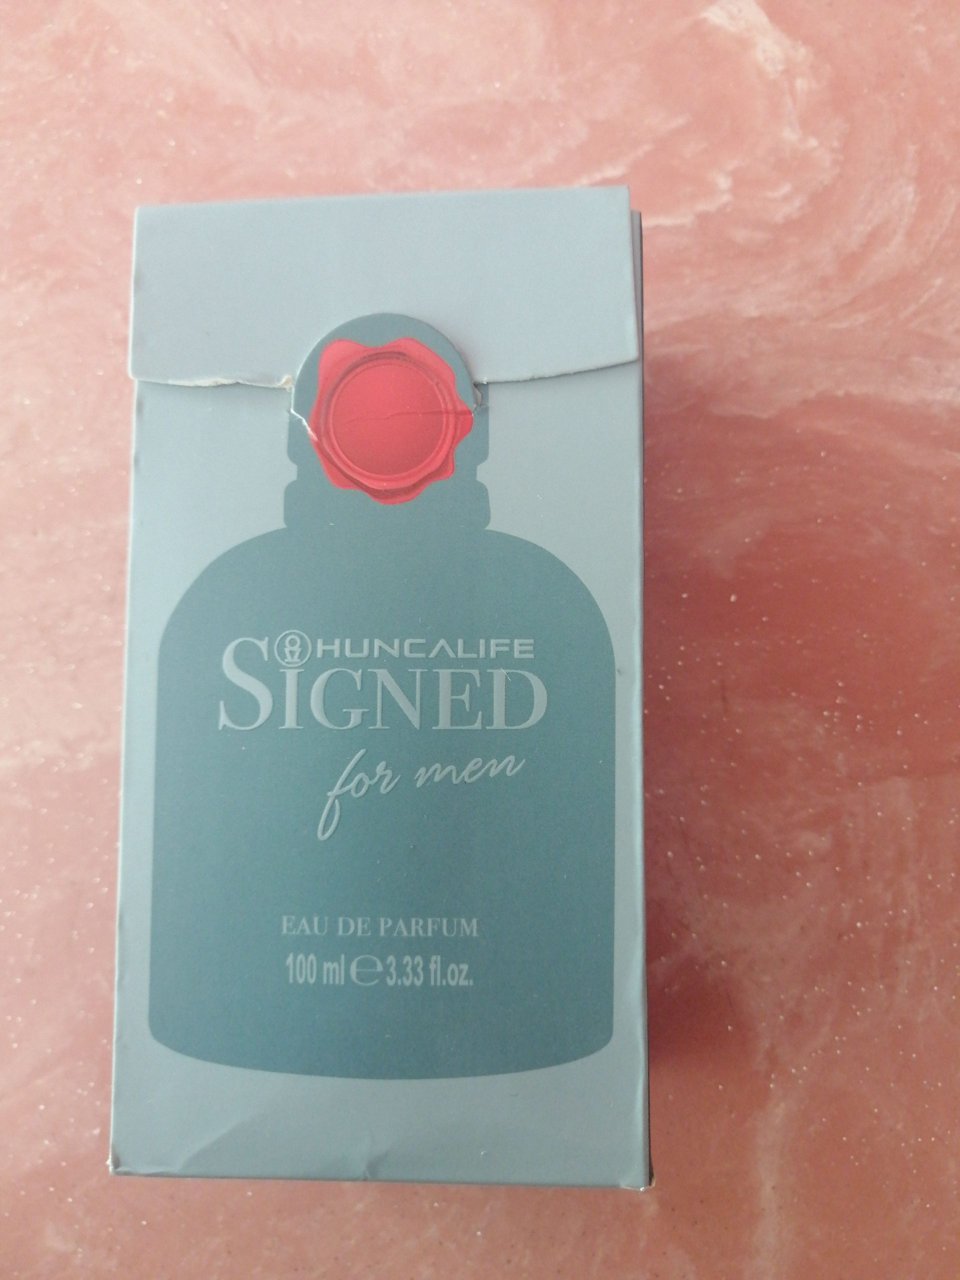 HUNCALIFE
SIGNED
for men
EAU DE PARFUM
100 ml ℮ 3.33 fl.oz.